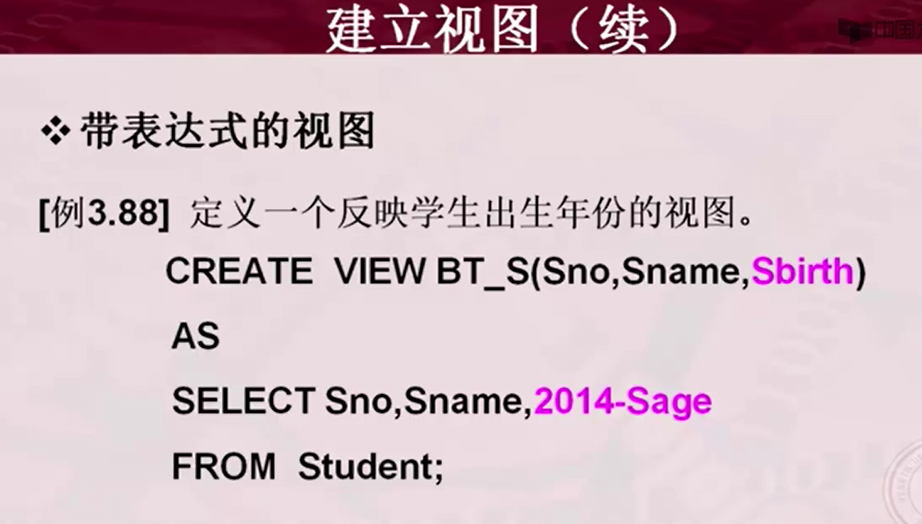 建立视图（续）
中国
❖ 带表达式的视图
[例3.88] 定义一个反映学生出生年份的视图。
CREATE VIEW BT_S(Sno,Sname,Sbirth)
AS
SELECT Sno,Sname,2014-Sage
FROM Student;